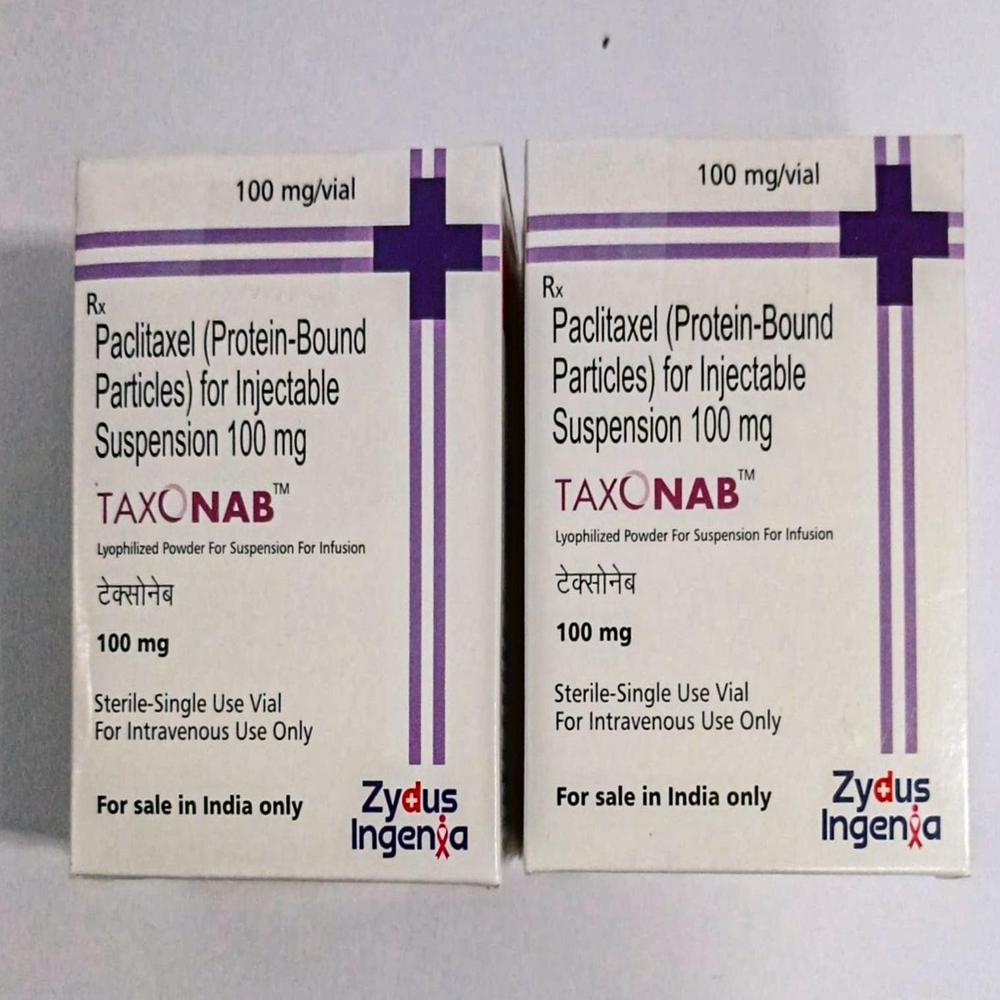 100 mg/vial
Rx
Paclitaxel (Protein-Bound
Particles) for Injectable
Suspension 100 mg
TAXONAB™
Lyophilized Powder For Suspension For Infusion
टेक्सोनेब
100 mg
Sterile-Single Use Vial
For Intravenous Use Only
For sale in India only
Zydus
Ingenia
100 mg/vial
Rx
Paclitaxel (Protein-Bound
Particles) for Injectable
Suspension 100 mg
TAXONAB™
Lyophilized Powder For Suspension For Infusion
टेक्सोनेब
100 mg
Sterile-Single Use Vial
For Intravenous Use Only
For sale in India only
Zydus
Ingenia